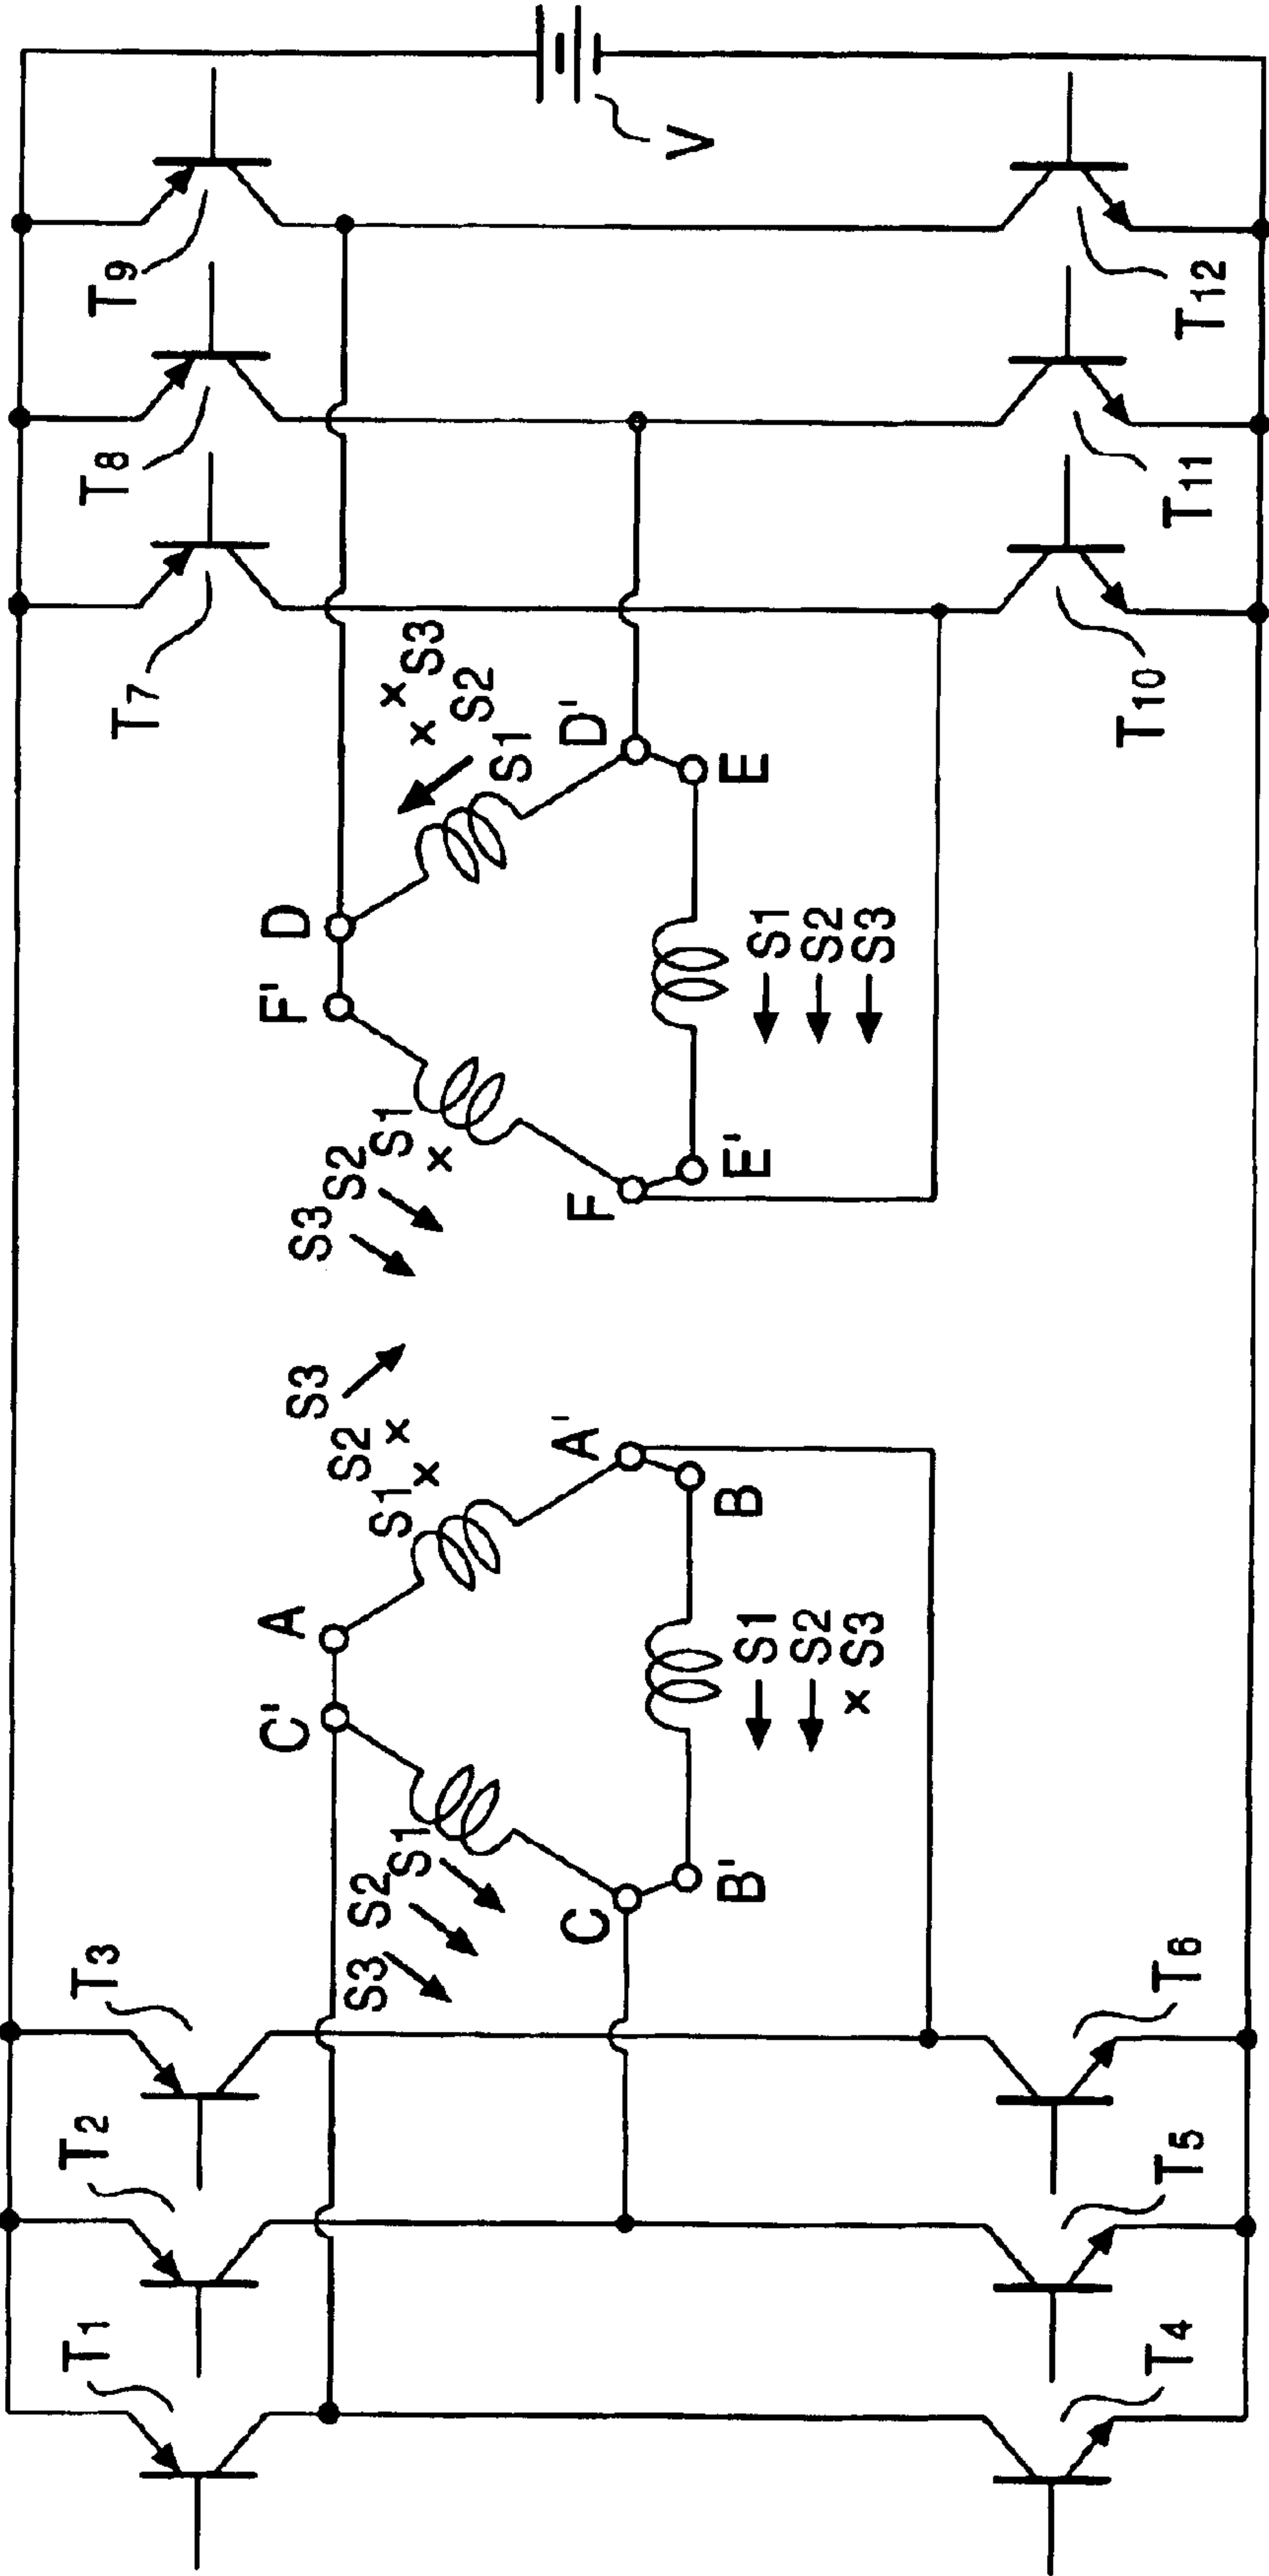 T1
T2
T3
T7
T8
T9
C'
A
F'
D
S3
S2
S1
S1
S2
S3
S3
S2
S1
S1
S2
S3
C
A'
F
D'
B'
B
E'
E
S1
S2
S3
S1
S2
S3
V
T4
T5
T6
T10
T11
T12